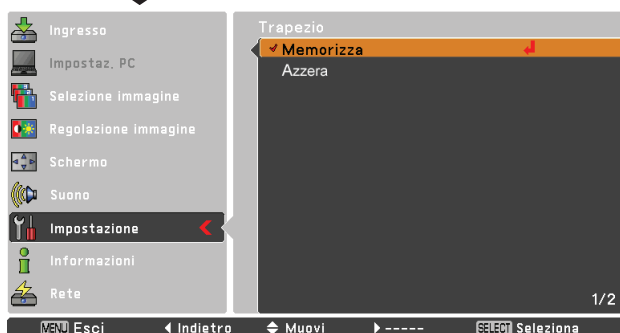 Ingresso
Impostaz. PC
Selezione immagine
Regolazione immagine
Schermo
Suono
Impostazione
Informazioni
Rete
Trapezio
Memorizza
Azzera
1/2
MENU Esci Indietro Muovi ----- SELECT Seleziona